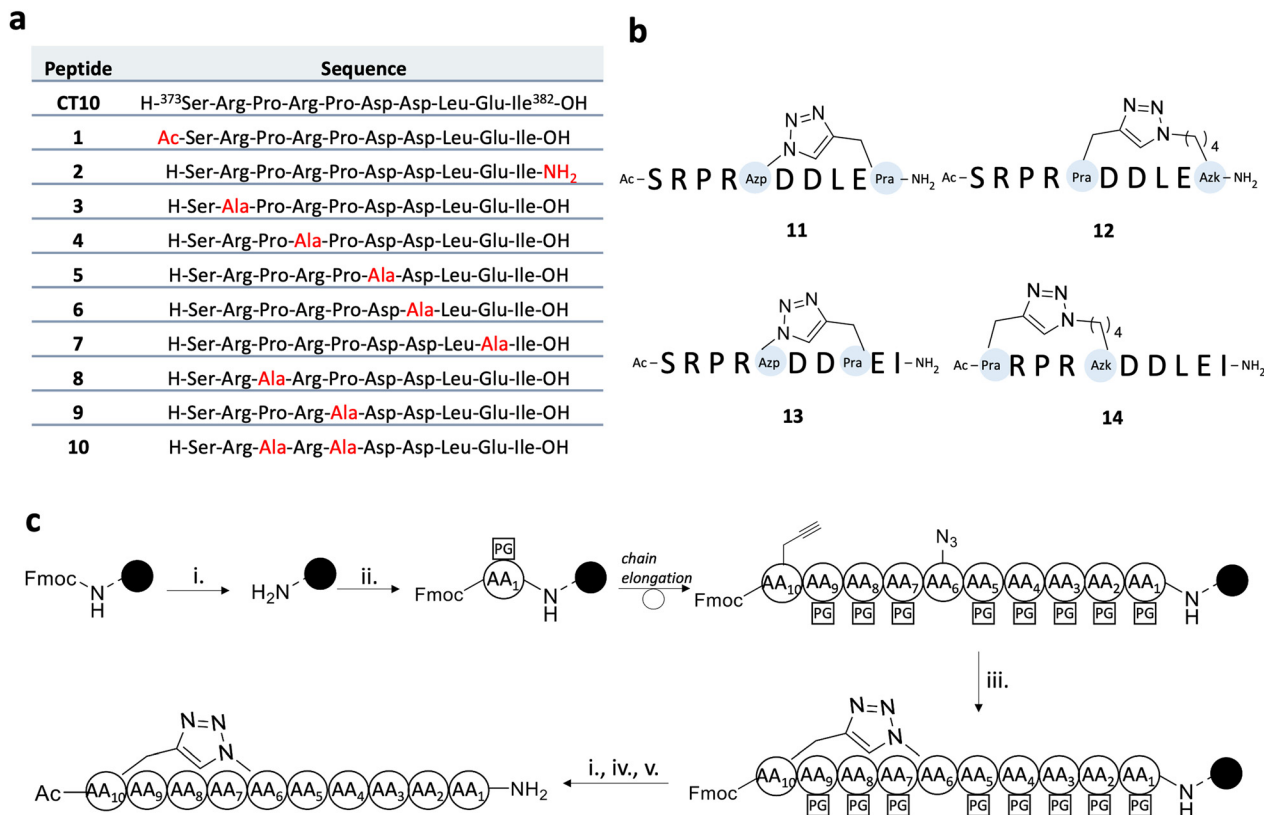 a
Peptide Sequence
CT10 H-³⁷³Ser-Arg-Pro-Arg-Pro-Asp-Asp-Leu-Glu-Ile³⁸²-OH
1 Ac-Ser-Arg-Pro-Arg-Pro-Asp-Asp-Leu-Glu-Ile-OH
2 H-Ser-Arg-Pro-Arg-Pro-Asp-Asp-Leu-Glu-Ile-NH₂
3 H-Ser-Ala-Pro-Arg-Pro-Asp-Asp-Leu-Glu-Ile-OH
4 H-Ser-Arg-Pro-Ala-Pro-Asp-Asp-Leu-Glu-Ile-OH
5 H-Ser-Arg-Pro-Arg-Pro-Ala-Asp-Leu-Glu-Ile-OH
6 H-Ser-Arg-Pro-Arg-Pro-Asp-Ala-Leu-Glu-Ile-OH
7 H-Ser-Arg-Pro-Arg-Pro-Asp-Asp-Leu-Ala-Ile-OH
8 H-Ser-Arg-Ala-Arg-Pro-Asp-Asp-Leu-Glu-Ile-OH
9 H-Ser-Arg-Pro-Arg-Ala-Asp-Asp-Leu-Glu-Ile-OH
10 H-Ser-Arg-Ala-Arg-Ala-Asp-Asp-Leu-Glu-Ile-OH
b
N=N
N
Ac-S R P R Azp D D L E Pra-NH₂
11
N=N
N
4
Ac-S R P R Pra D D L E Azk-NH₂
12
N=N
N
Ac-S R P R Azp D D Pra E I-NH₂
13
N=N
N
4
Ac-Pra R P R Azk D D L E I-NH₂
14
c
Fmoc N H
i.
H₂N
ii.
PG
Fmoc AA₁ N H
chain
elongation
N₃
Fmoc AA₁₀ AA₉ AA₈ AA₇ AA₆ AA₅ AA₄ AA₃ AA₂ AA₁ N H
PG PG PG PG PG PG PG PG
iii.
N=N
N
Fmoc AA₁₀ AA₉ AA₈ AA₇ AA₆ AA₅ AA₄ AA₃ AA₂ AA₁ N H
PG PG PG PG PG PG PG PG
i., iv., v.
N=N
N
Ac AA₁₀ AA₉ AA₈ AA₇ AA₆ AA₅ AA₄ AA₃ AA₂ AA₁ NH₂